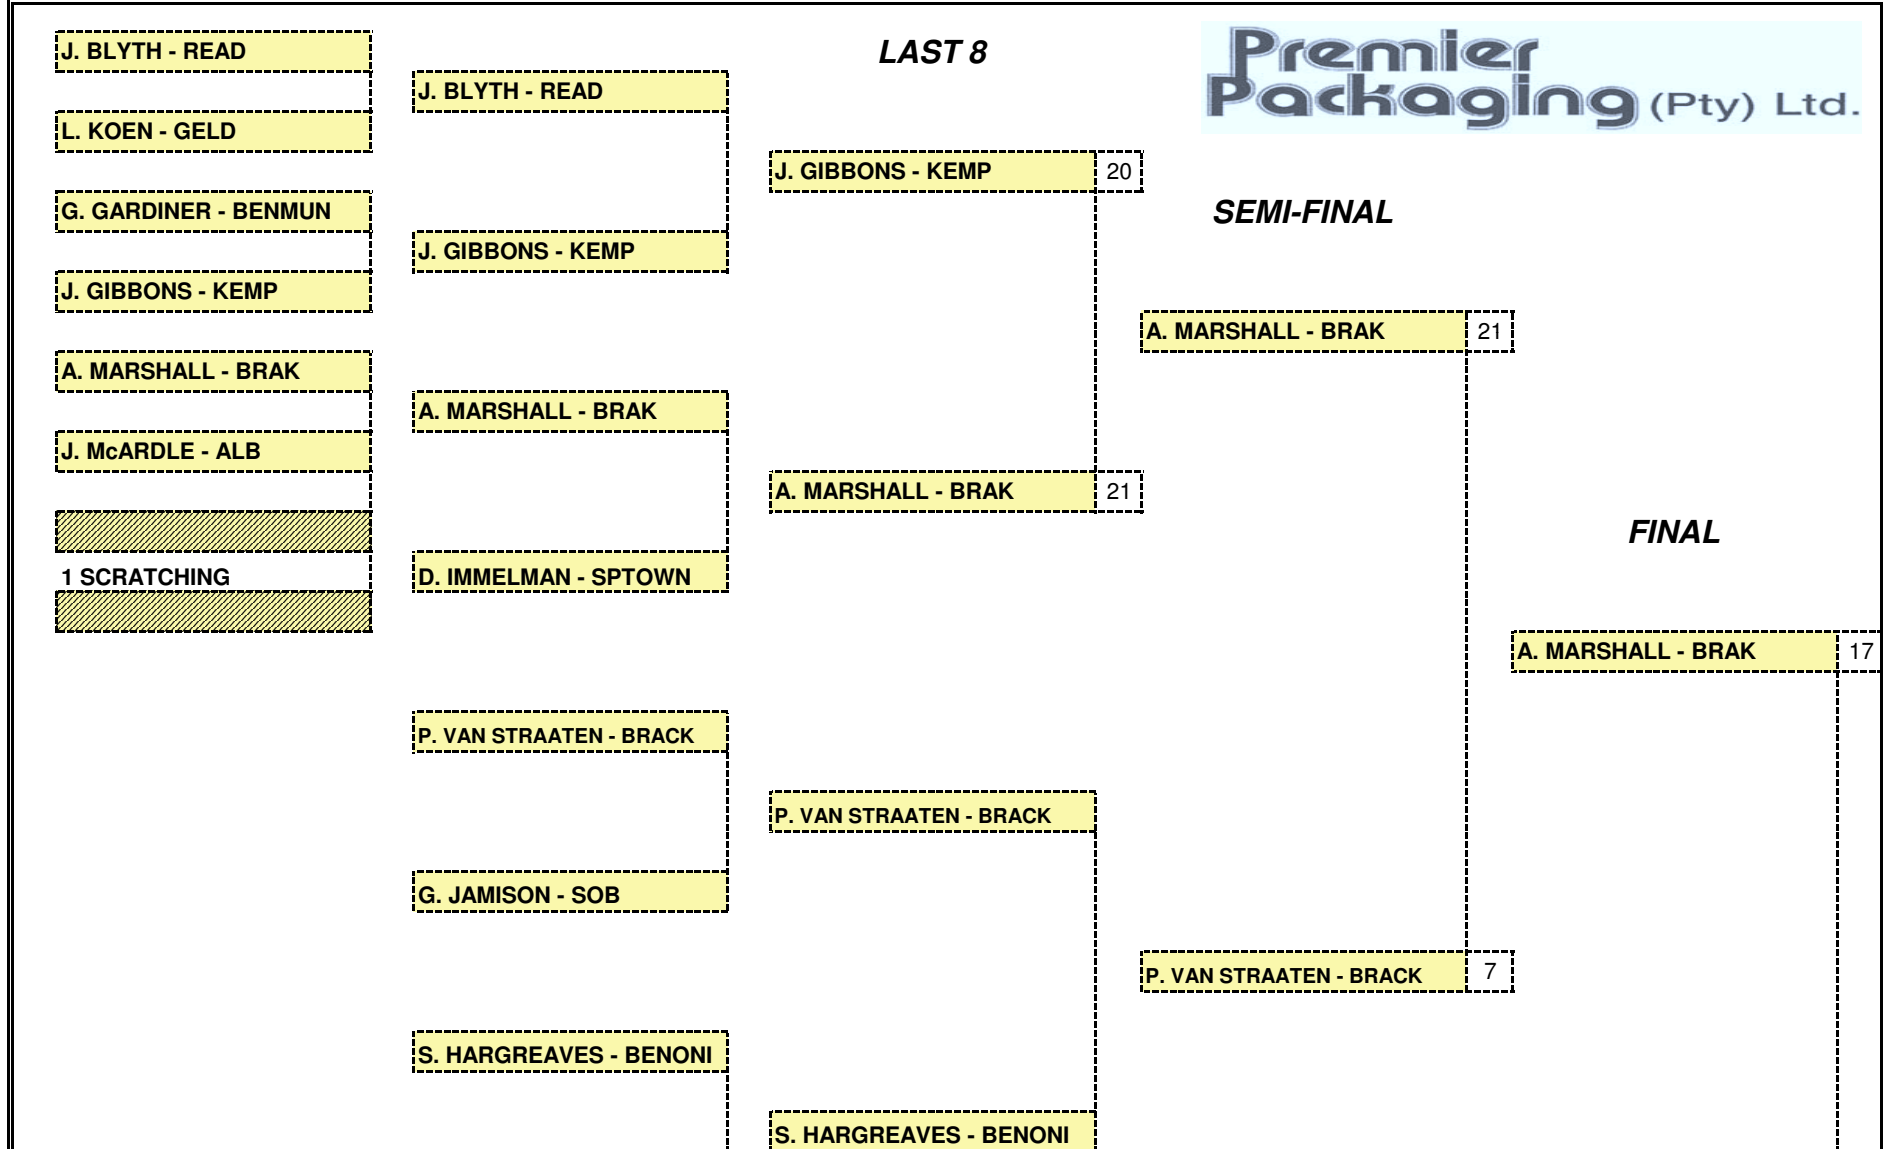 J. BLYTH - READ
L. KOEN - GELD
G. GARDINER - BENMUN
J. GIBBONS - KEMP
A. MARSHALL - BRAK
J. McARDLE - ALB
1 SCRATCHING
J. BLYTH - READ
J. GIBBONS - KEMP
A. MARSHALL - BRAK
D. IMMELMAN - SPTOWN
P. VAN STRAATEN - BRACK
G. JAMISON - SOB
S. HARGREAVES - BENONI
LAST 8
J. GIBBONS - KEMP 20
A. MARSHALL - BRAK 21
P. VAN STRAATEN - BRACK
S. HARGREAVES - BENONI
Premier
Packaging (Pty) Ltd.
SEMI-FINAL
A. MARSHALL - BRAK 21
P. VAN STRAATEN - BRACK 7
FINAL
A. MARSHALL - BRAK 17